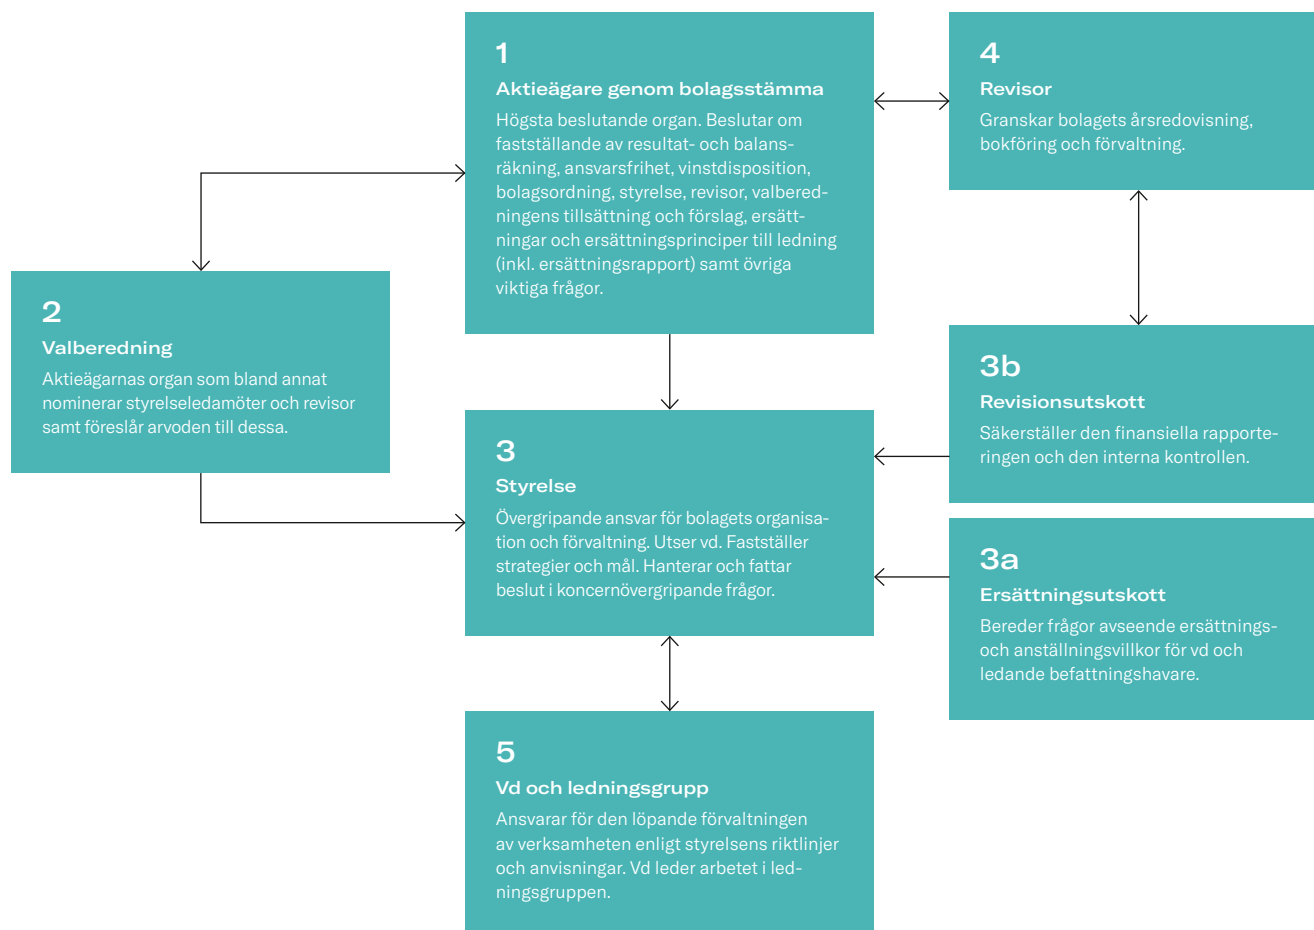 1
Aktieägare genom bolagsstämma
Högsta beslutande organ. Beslutar om
fastställande av resultat- och balans-
räkning, ansvarsfrihet, vinstdisposition,
bolagsordning, styrelse, revisor, valbered-
ningens tillsättning och förslag, ersätt-
ningar och ersättningsprinciper till ledning
(inkl. ersättningsrapport) samt övriga
viktiga frågor.
2
Valberedning
Aktieägarnas organ som bland annat
nominerar styrelseledamöter och revisor
samt föreslår arvoden till dessa.
3
Styrelse
Övergripande ansvar för bolagets organisa-
tion och förvaltning. Utser vd. Fastställer
strategier och mål. Hanterar och fattar
beslut i koncernövergripande frågor.
4
Revisor
Granskar bolagets årsredovisning,
bokföring och förvaltning.
3b
Revisionsutskott
Säkerställer den finansiella rapporte-
ringen och den interna kontrollen.
3a
Ersättningsutskott
Bereder frågor avseende ersättnings-
och anställningsvillkor för vd och
ledande befattningshavare.
5
Vd och ledningsgrupp
Ansvarar för den löpande förvaltningen
av verksamheten enligt styrelsens riktlinjer
och anvisningar. Vd leder arbetet i led-
ningsgruppen.